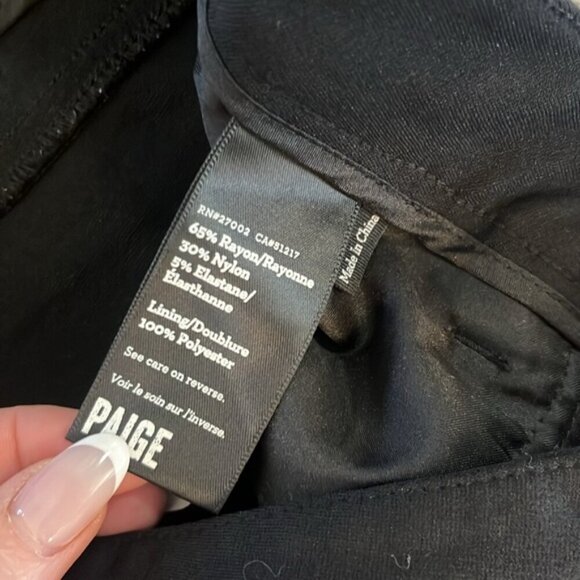 RN#27002 CA#51217
65% Rayon/Rayonne
30% Nylon
5% Elastane/
Élasthanne
Lining/Doublure
100% Polyester
See care on reverse.
Voir le soin sur l'inverse.
PAIGE
Made in China